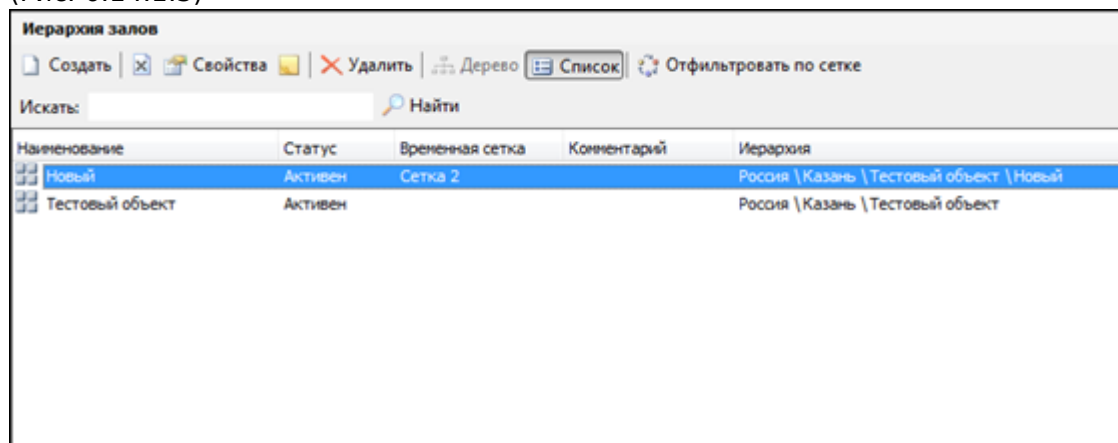 Иерархия залов
Создать Свойства Удалить Дерево Список Отфильтровать по сетке
Искать: Найти
Наименование Статус Временная сетка Комментарий Иерархия
Новый Активен Сетка 2 Россия \ Казань \ Тестовый объект \ Новый
Тестовый объект Активен Россия \ Казань \ Тестовый объект